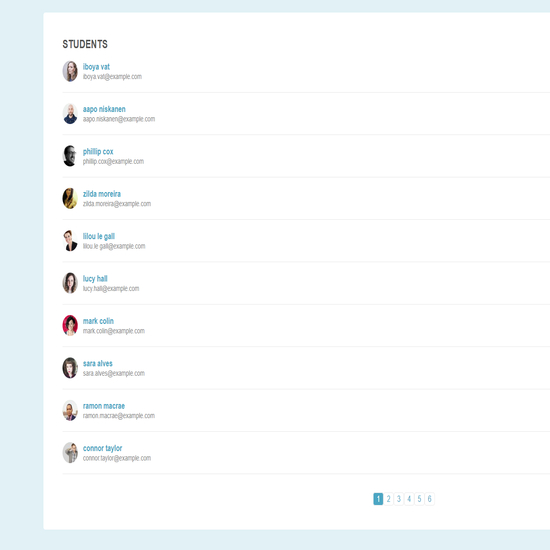 STUDENTS
iboya vat
iboya.vat@example.com
aapo niskanen
aapo.niskanen@example.com
phillip cox
phillip.cox@example.com
zilda moreira
zilda.moreira@example.com
lilou le gall
lilou.le gall@example.com
lucy hall
lucy.hall@example.com
mark colin
mark.colin@example.com
sara alves
sara.alves@example.com
ramon macrae
ramon.macrae@example.com
connor taylor
connor.taylor@example.com
1 2 3 4 5 6